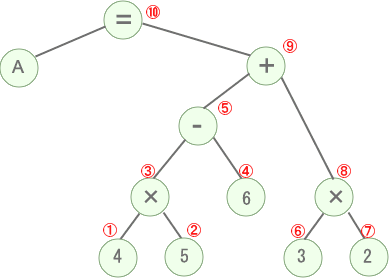 = ⑩
A + ⑨
- ⑤
③ ④ ⑧
× 6 ×
① ② ⑥ ⑦
4 5 3 2